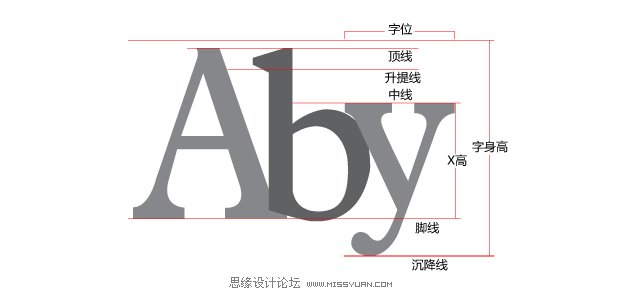 字位
顶线
升提线
中线
字身高
X高
脚线
沉降线
Aby
思缘设计论坛 www.missyuan.com